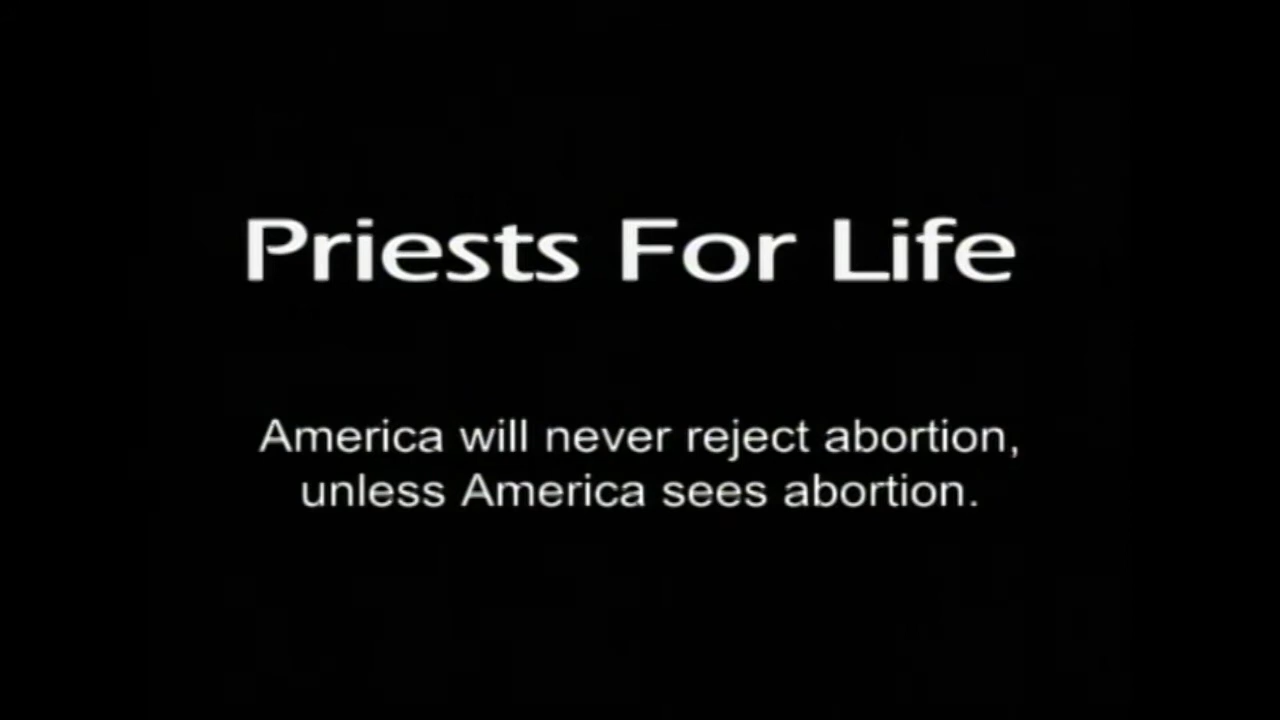 Priests For Life
America will never reject abortion,
unless America sees abortion.